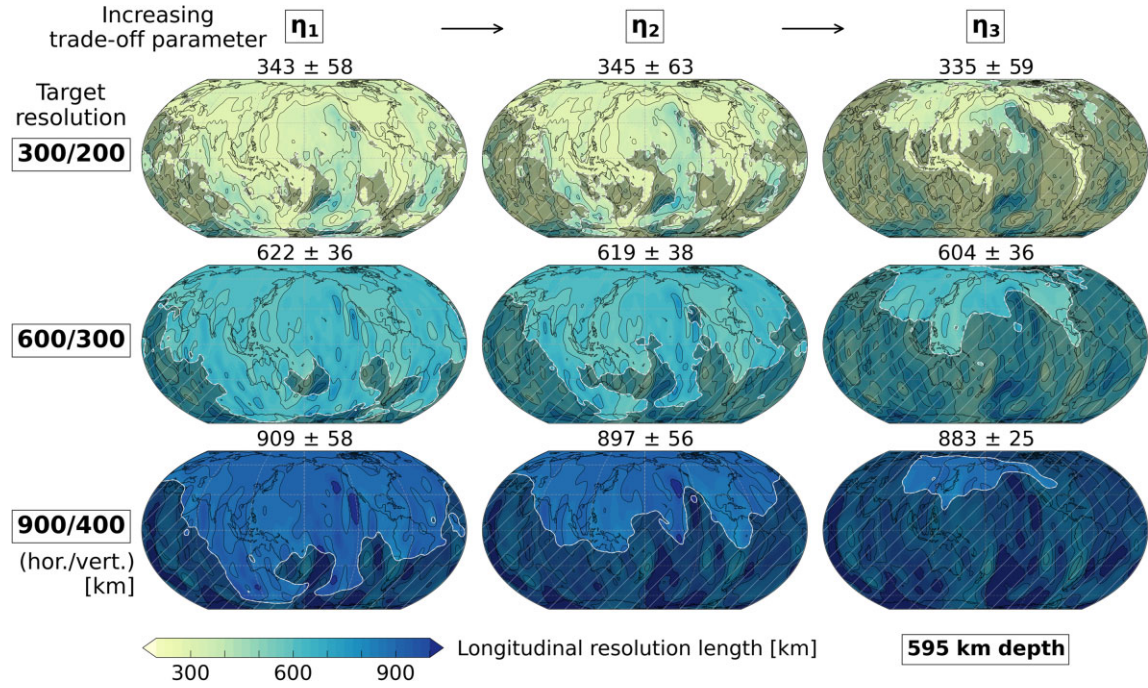 Increasing
trade-off parameter
η₁
η₂
η₃
Target
resolution
343 ± 58
345 ± 63
335 ± 59
300/200
622 ± 36
619 ± 38
604 ± 36
600/300
909 ± 58
897 ± 56
883 ± 25
900/400
(hor./vert.)
[km]
300
600
900
Longitudinal resolution length [km]
595 km depth